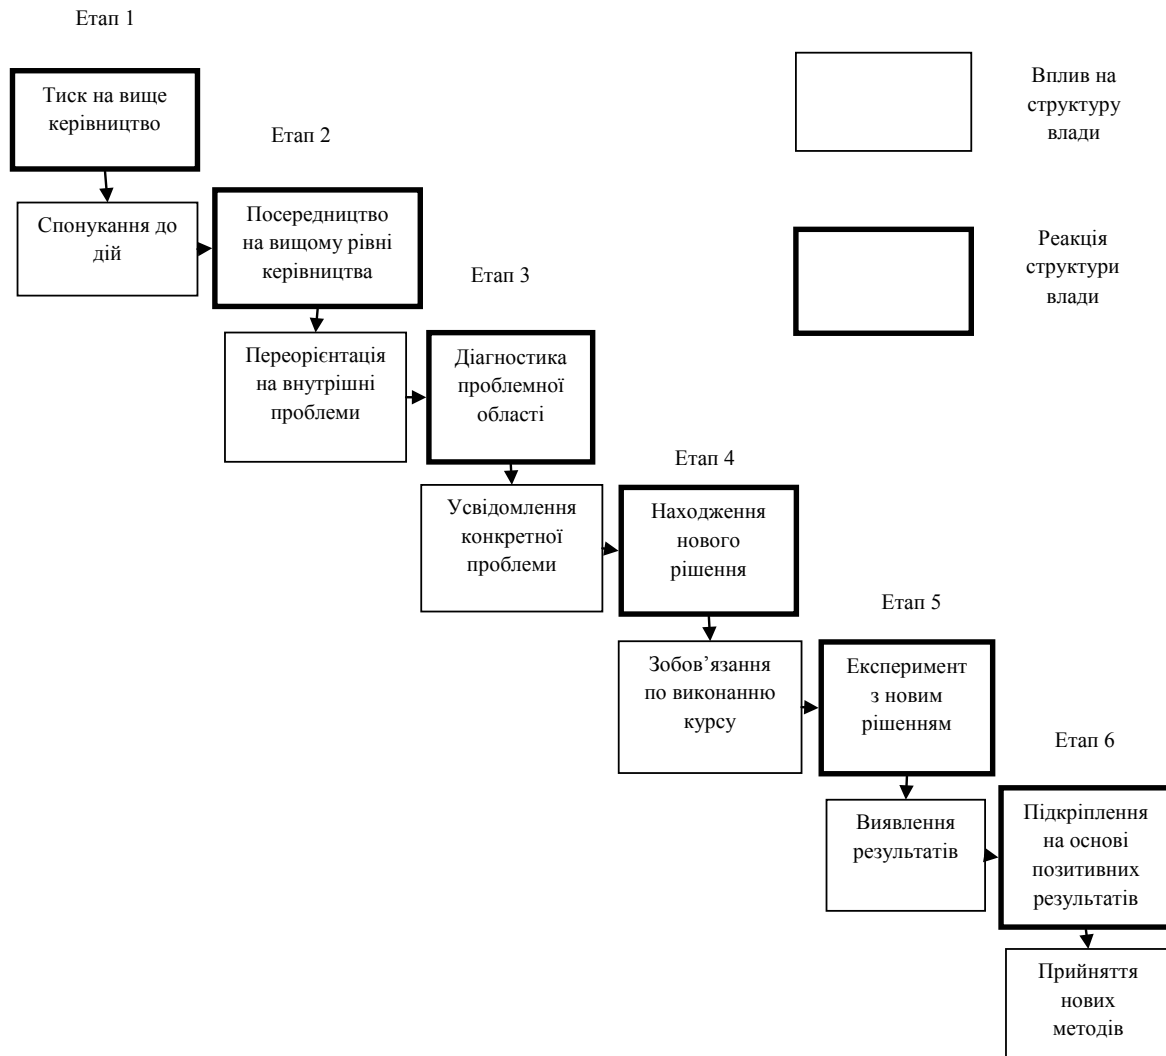 Етап 1
Тиск на вище
керівництво
Спонукання до
дій
Етап 2
Посередництво
на вищому рівні
керівництва
Переорієнтація
на внутрішні
проблеми
Етап 3
Діагностика
проблемної
області
Усвідомлення
конкретної
проблеми
Етап 4
Находження
нового
рішення
Зобов’язання
по виконанню
курсу
Етап 5
Експеримент
з новим
рішенням
Виявлення
результатів
Етап 6
Підкріплення
на основі
позитивних
результатів
Прийняття
нових
методів
Вплив на
структуру
влади
Реакція
структури
влади